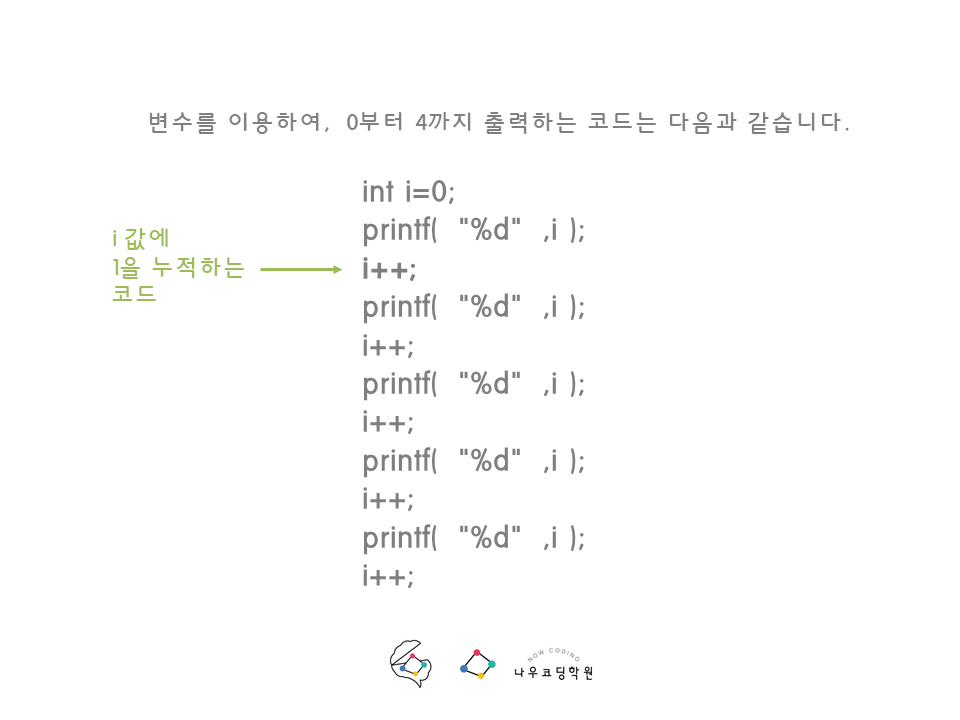 변수를 이용하여, 0부터 4까지 출력하는 코드는 다음과 같습니다.
int i=0;
printf( "%d" ,i );
i 값에
1을 누적하는
코드
i++;
printf( "%d" ,i );
i++;
printf( "%d" ,i );
i++;
printf( "%d" ,i );
i++;
printf( "%d" ,i );
i++;
NOW CODING
나우코딩학원